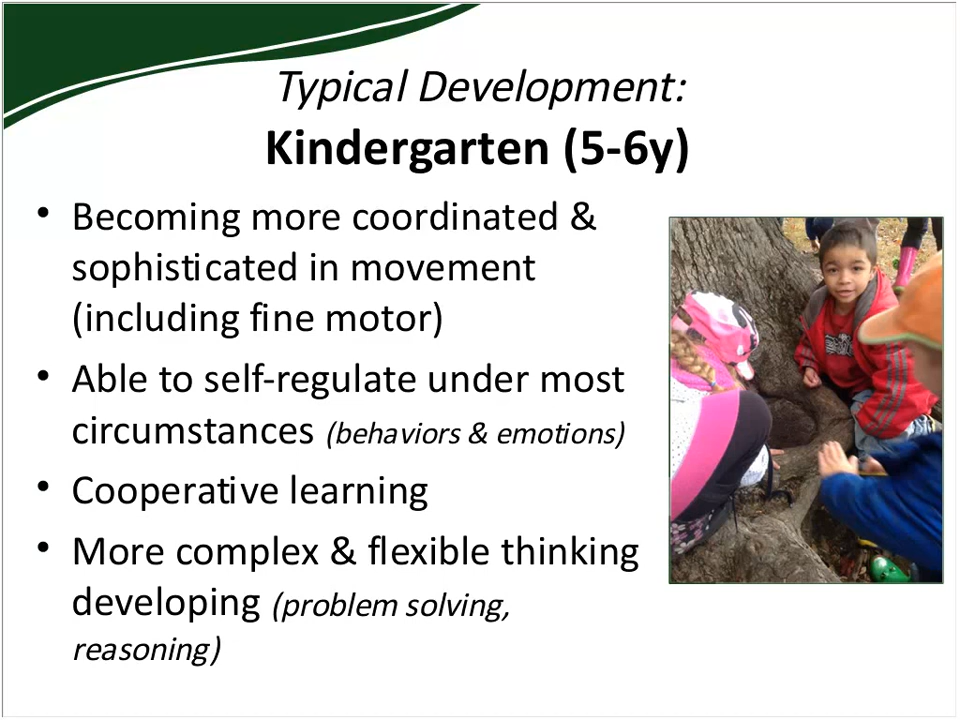 Typical Development:
Kindergarten (5-6y)
• Becoming more coordinated &
sophisticated in movement
(including fine motor)
• Able to self-regulate under most
circumstances (behaviors & emotions)
• Cooperative learning
• More complex & flexible thinking
developing (problem solving,
reasoning)